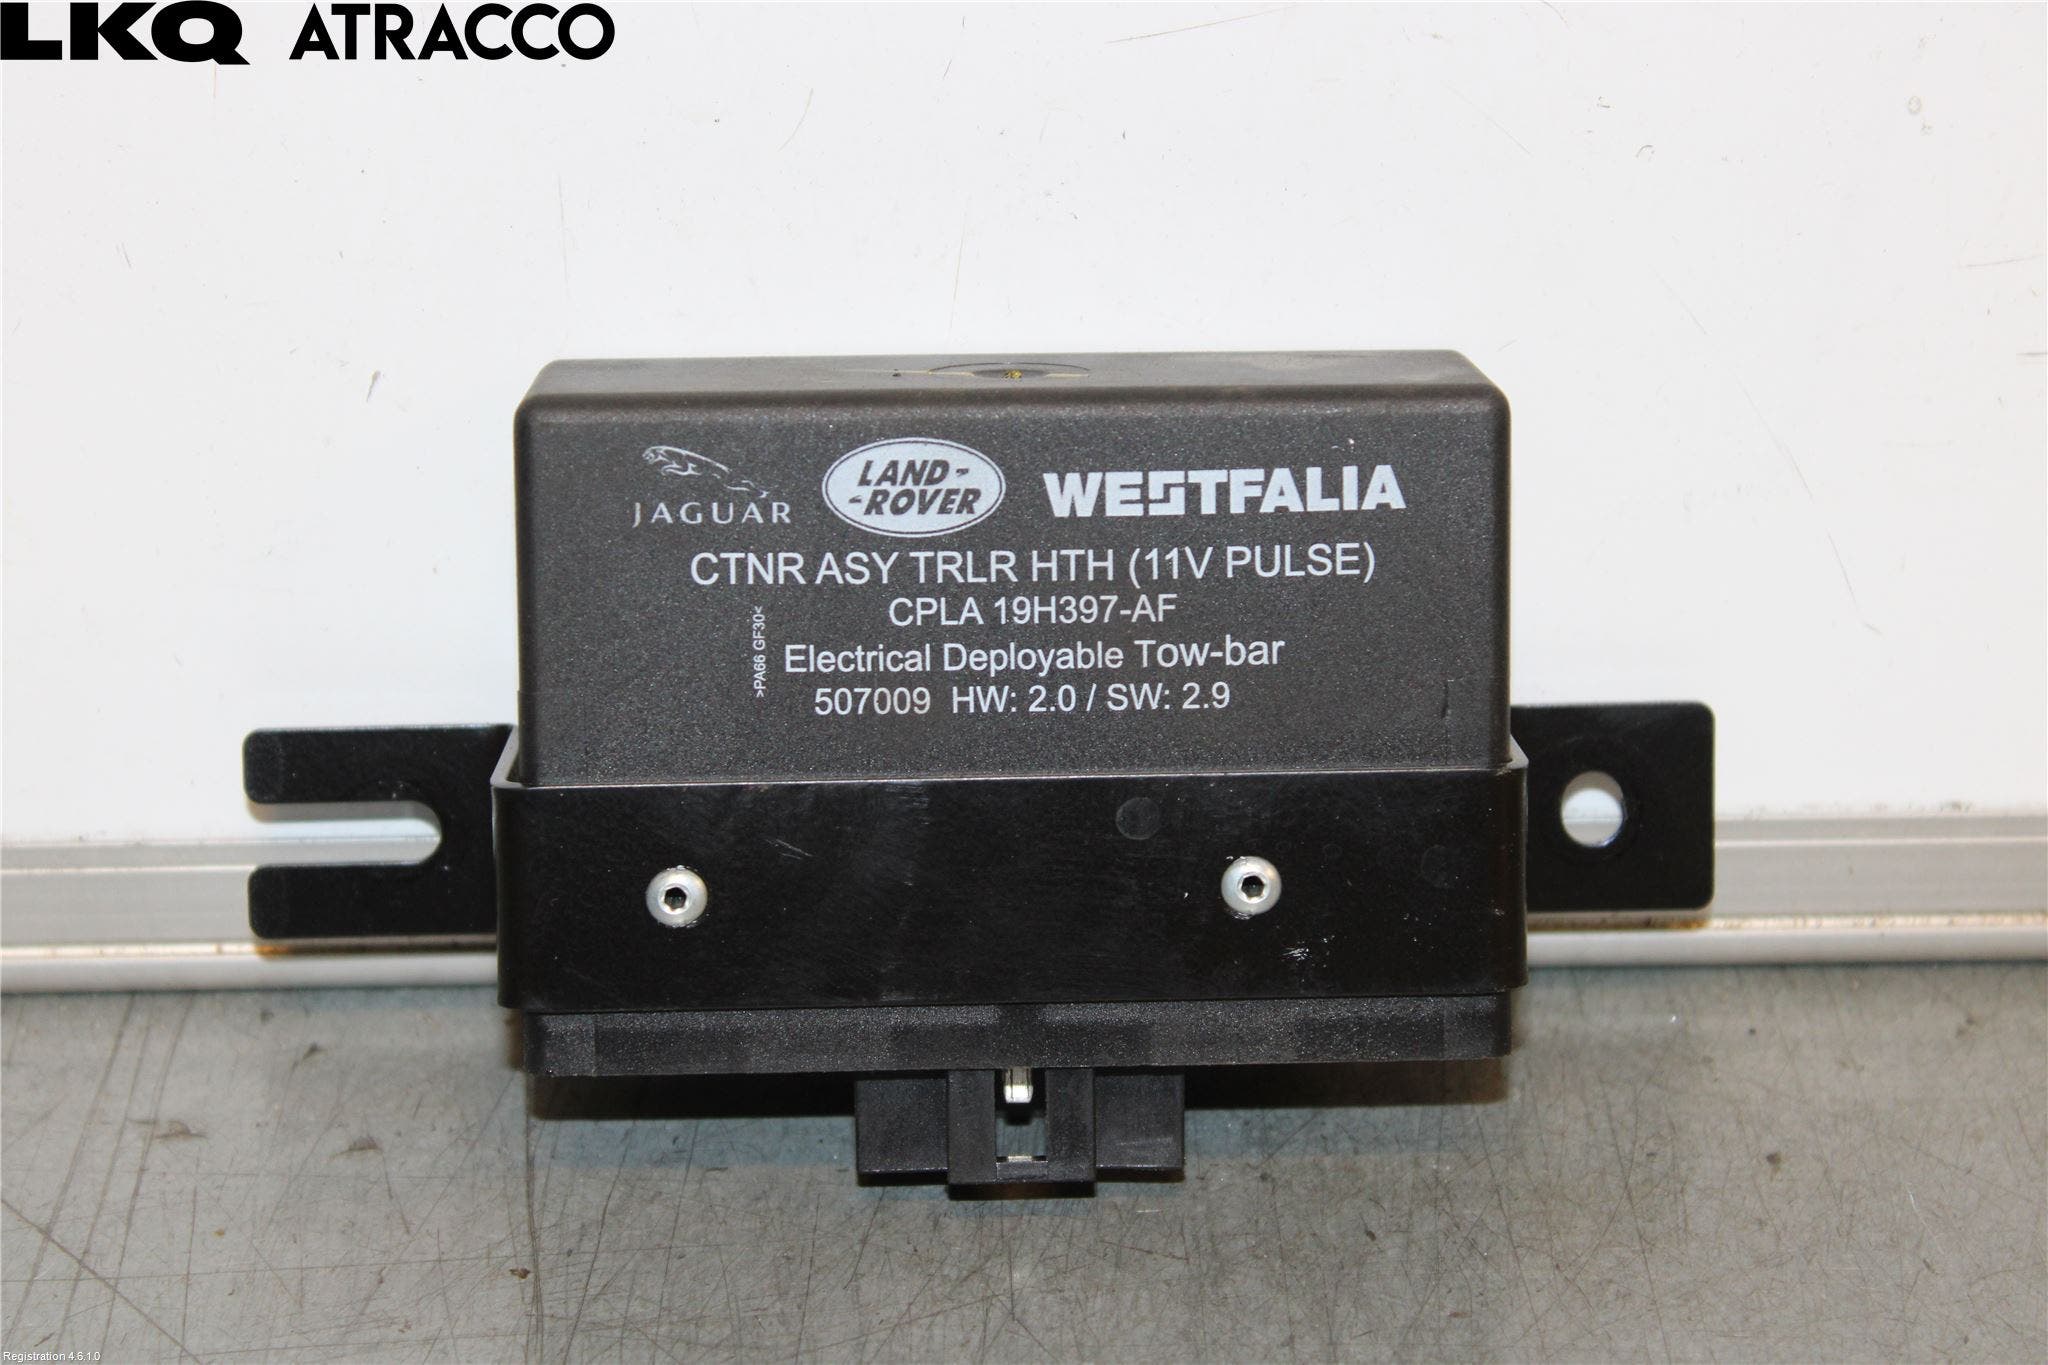 LKQ ATRACCO
JAGUAR LAND-ROVER WESTFALIA
CTNR ASY TRLR HTH (11V PULSE)
CPLA 19H397-AF
>PA66 GF30<
Electrical Deployable Tow-bar
507009 HW: 2.0 / SW: 2.9
Registration 4.6.1.0